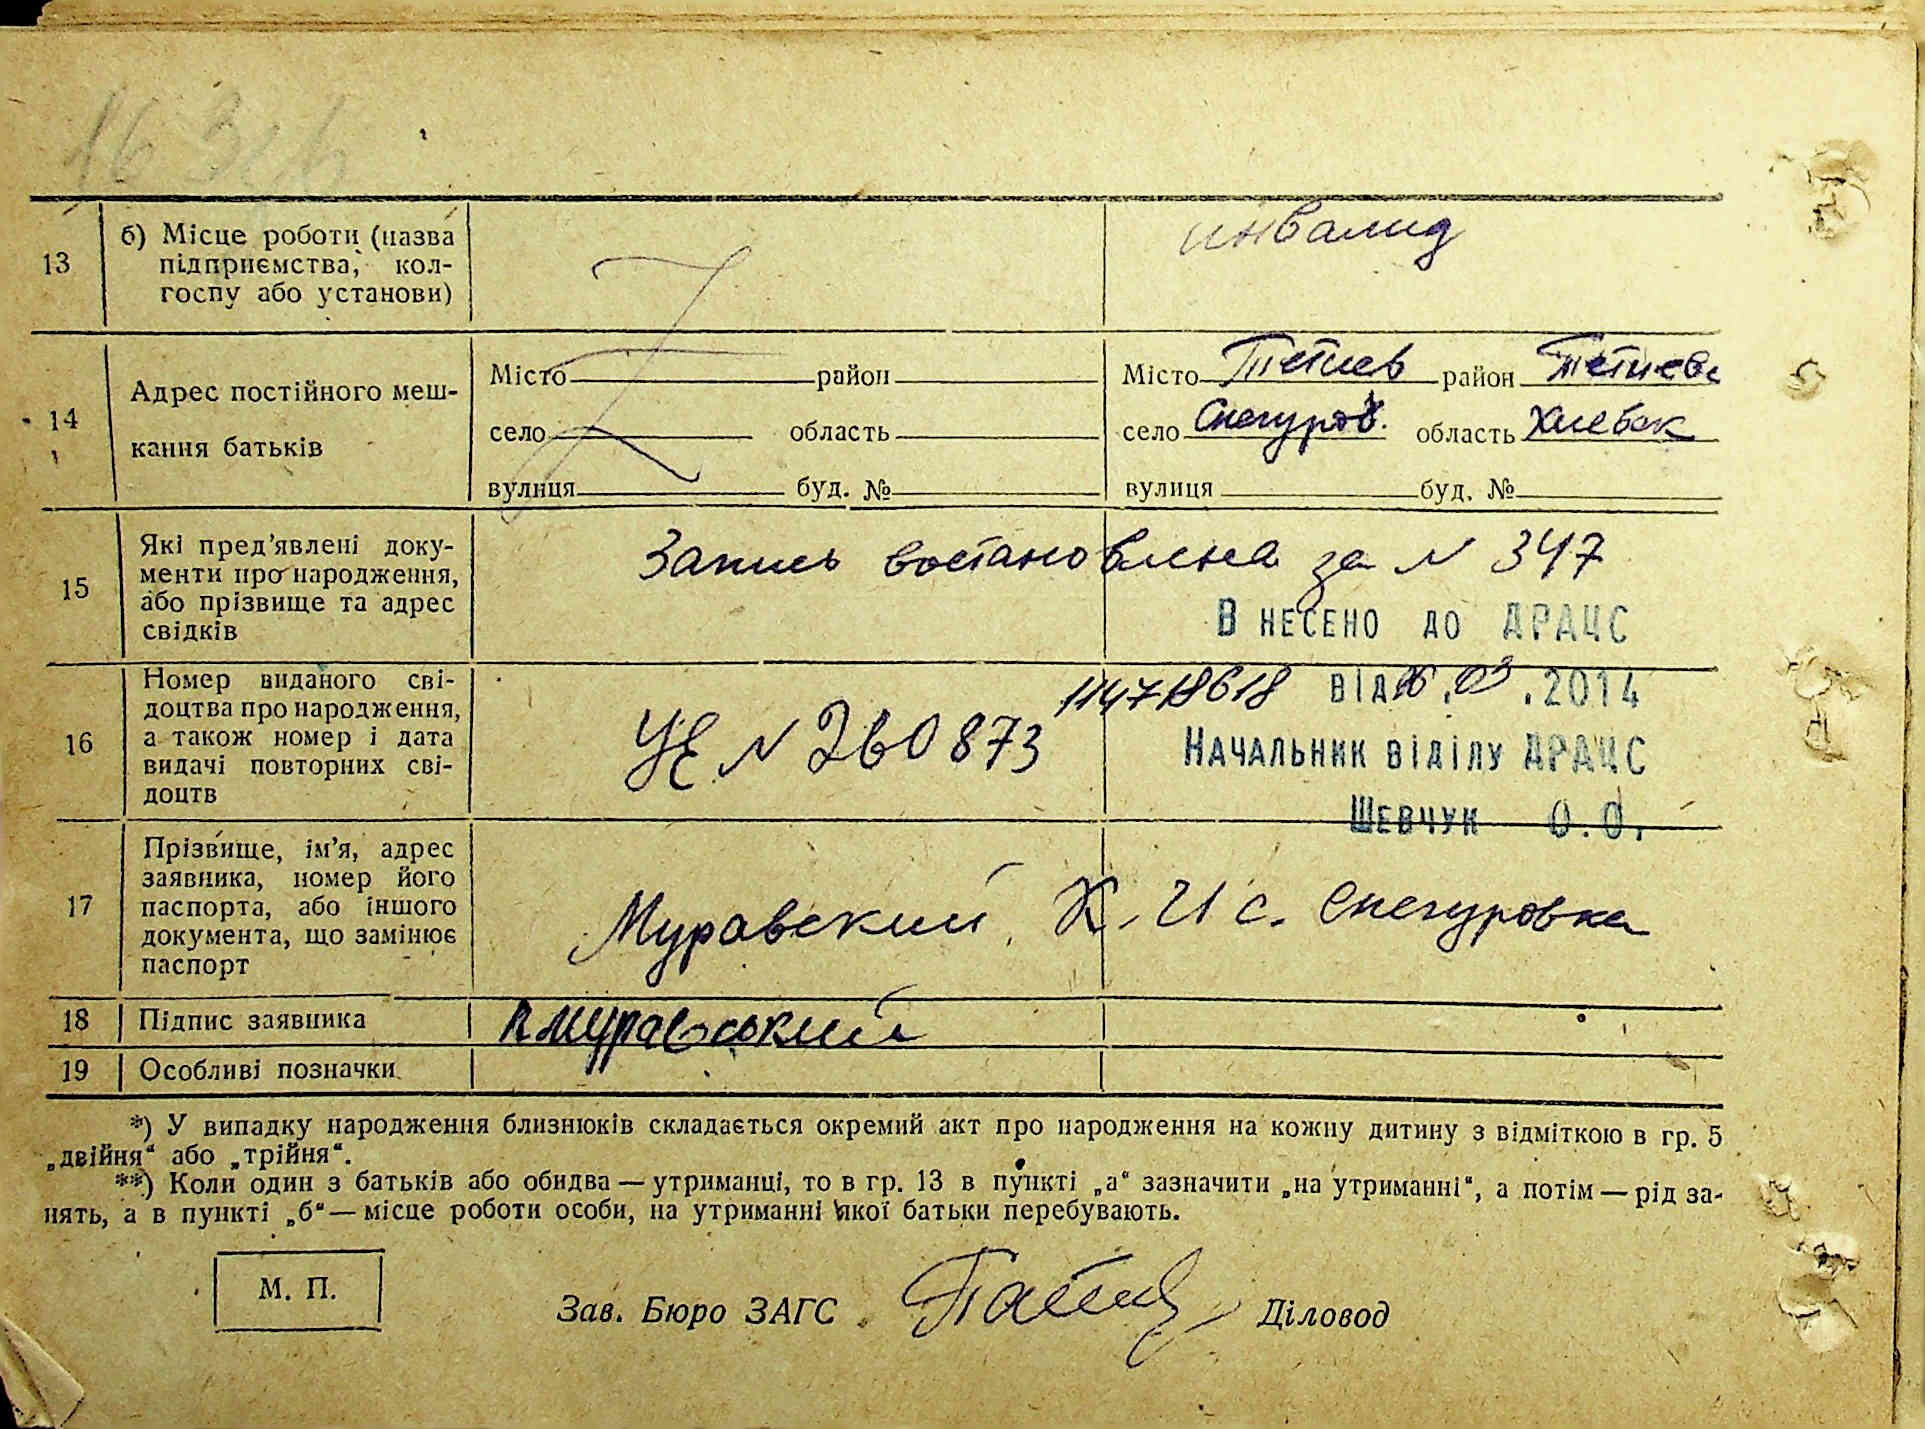 13
б) Місце роботи (назва
підприємства, кол-
госпу або установи)
инвалид
14
Адрес постійного меш-
кання батьків
Місто район
село область
вулиця буд. №
Місто Тетиев район Тетиевс
село Снегуров. область
вулиця буд. №
15
Які пред'явлені доку-
менти про народження,
або прізвище та адрес
свідків
Запись востановлена за N 347
Внесено до ДРАЦС
16
Номер виданого сві-
доцтва про народження,
а також номер і дата
видачі повторних сві-
доцтв
УЕ N 260873
від .03.2014
Начальник відділу ДРАЦС
Шевчук О.О.
17
Прізвище, ім'я, адрес
заявника, номер його
паспорта, або іншого
документа, що замінює
паспорт
Муравский К. И с. Снегуровка
18
Підпис заявника
19
Особливі позначки
*) У випадку народження близнюків складається окремий акт про народження на кожну дитину з відміткою в гр. 5
„двійня“ або „трійня“.
**) Коли один з батьків або обидва — утриманці, то в гр. 13 в пункті „а“ зазначити „на утриманні“, а потім — рід за-
нять, а в пункті „б“ — місце роботи особи, на утриманні якої батьки перебувають.
М. П.
Зав. Бюро ЗАГС
Діловод